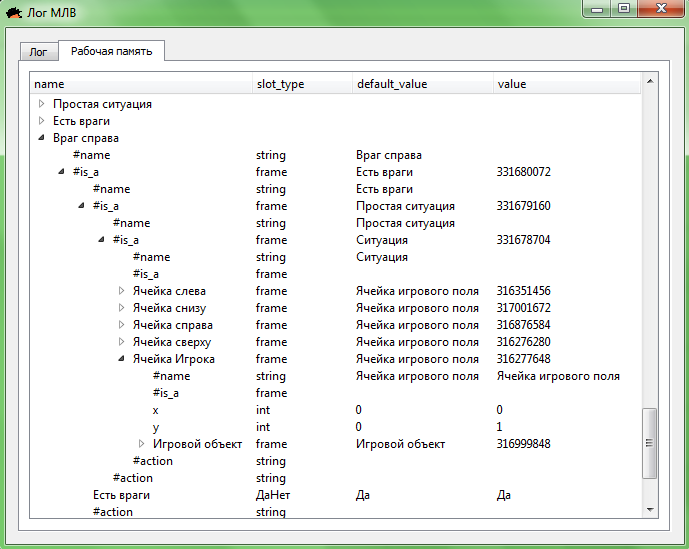 Лог МЛВ
Лог Рабочая память
name slot_type default_value value
Простая ситуация
Есть враги
Враг справа
#name string Враг справа
#is_a frame Есть враги 331680072
#name string Есть враги
#is_a frame Простая ситуация 331679160
#name string Простая ситуация
#is_a frame Ситуация 331678704
#name string Ситуация
#is_a frame
Ячейка слева frame Ячейка игрового поля 316351456
Ячейка снизу frame Ячейка игрового поля 317001672
Ячейка справа frame Ячейка игрового поля 316876584
Ячейка сверху frame Ячейка игрового поля 316276280
Ячейка Игрока frame Ячейка игрового поля 316277648
#name string Ячейка игрового поля Ячейка игрового поля
#is_a frame
x int 0 0
y int 0 1
Игровой объект frame Игровой объект 316999848
#action string
#action string
Есть враги ДаНет Да Да
#action string